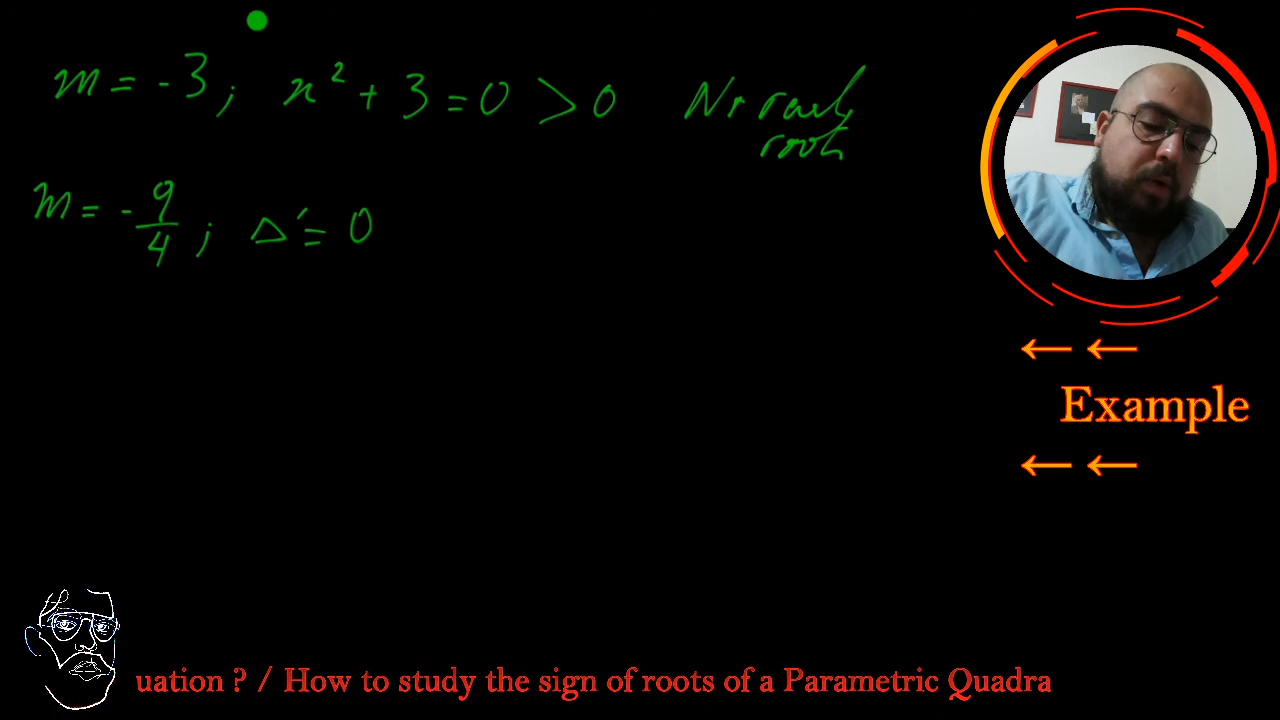 m = -3 ; x² + 3 = 0 > 0 No real
roots
m = -9/4 ; Δ' = 0
← ←
Example
← ←
uation ? / How to study the sign of roots of a Parametric Quadra